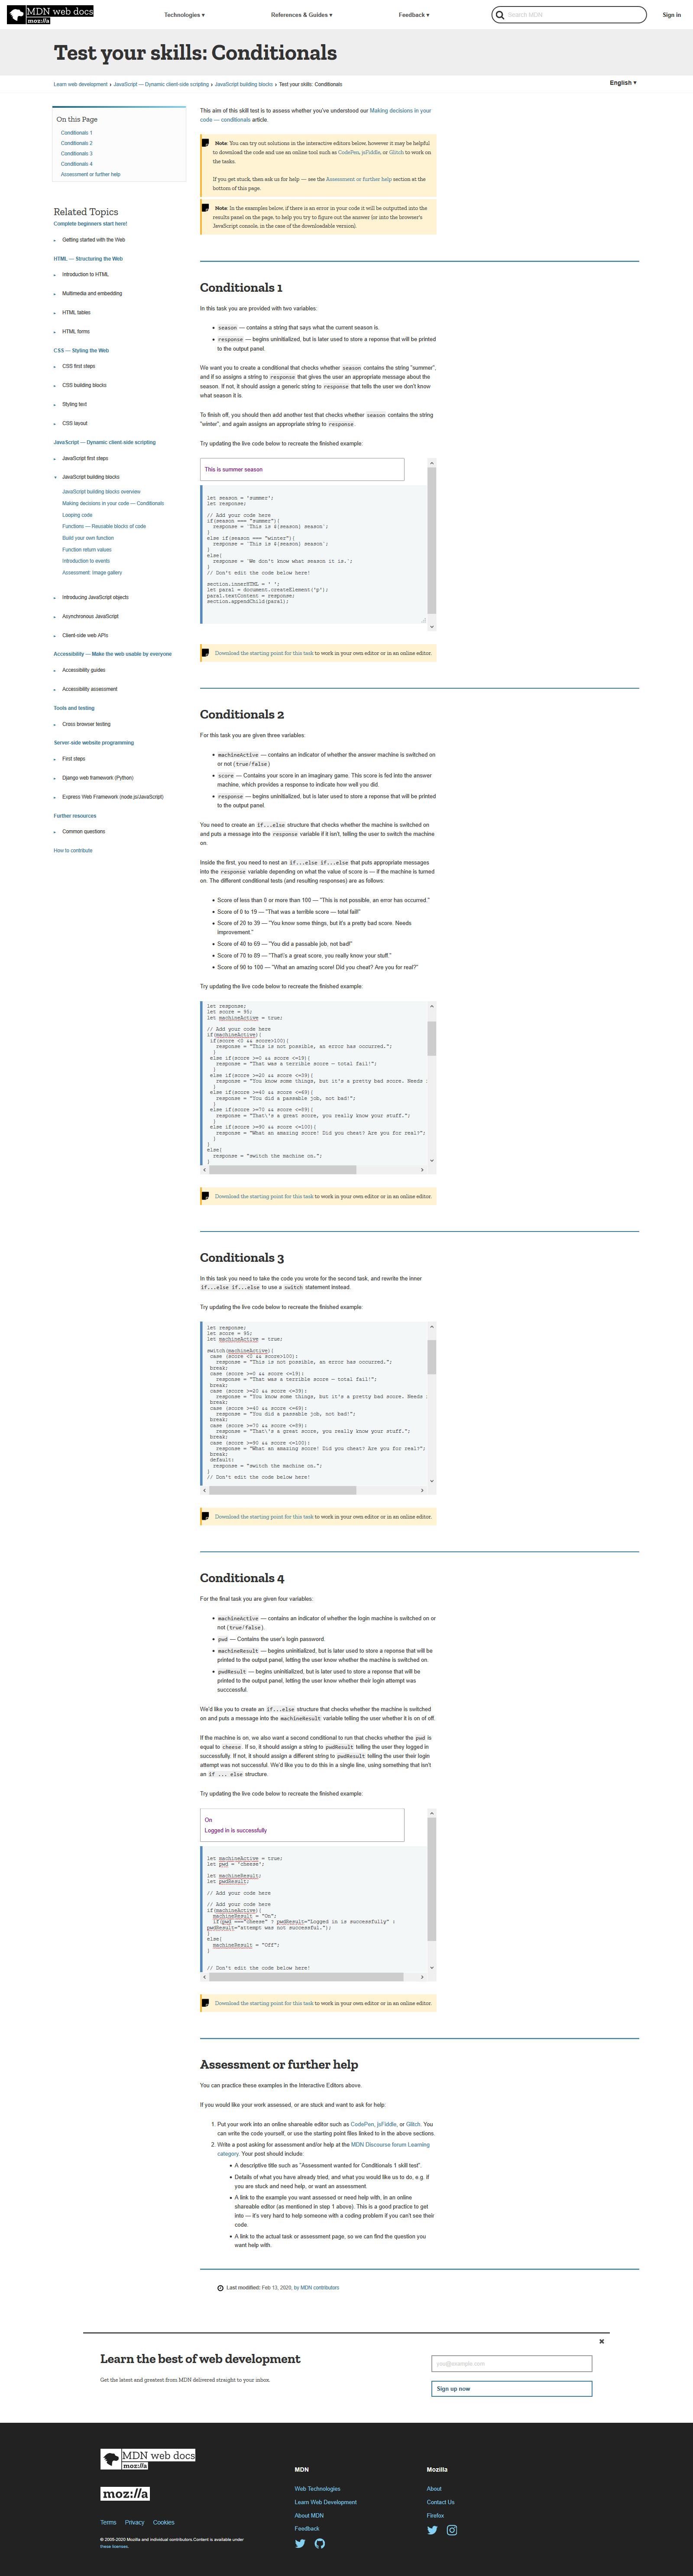 MDN web docs
moz://a
Technologies ▾
References & Guides ▾
Feedback ▾
Search MDN
Sign in
Test your skills: Conditionals
Learn web development › JavaScript — Dynamic client-side scripting › JavaScript building blocks › Test your skills: Conditionals
English ▾
On this Page
Conditionals 1
Conditionals 2
Conditionals 3
Conditionals 4
Assessment or further help
Related Topics
Complete beginners start here!
Getting started with the Web
HTML — Structuring the Web
Introduction to HTML
Multimedia and embedding
HTML tables
HTML forms
CSS — Styling the Web
CSS first steps
CSS building blocks
Styling text
CSS layout
JavaScript — Dynamic client side scripting
JavaScript first steps
JavaScript building blocks
JavaScript building blocks overview
Making decisions in your code — Conditionals
Looping code
Functions — Reusable blocks of code
Build your own function
Function return values
Introduction to events
Assessment: Image gallery
Introducing JavaScript objects
Asynchronous JavaScript
Client-side web APIs
Accessibility — Make the web usable by everyone
Accessibility guides
Accessibility assessment
Tools and testing
Cross browser testing
Server-side website programming
First steps
Django web framework (Python)
Express Web Framework (node.js/JavaScript)
Further resources
Common questions
How to contribute
This aim of this skill test is to assess whether you've understood our Making decisions in your
code — conditionals article.
Note: You can try out solutions in the interactive editors below, however it may be helpful
to download the code and use an online tool such as CodePen, jsFiddle, or Glitch to work on
the tasks.
If you get stuck, then ask us for help — see the Assessment or further help section at the
bottom of this page.
Note: In the examples below, if there is an error in your code it will be outputted into the
results panel on the page, to help you try to figure out the answer (or into the browser's
JavaScript console, in the case of the downloadable version).
Conditionals 1
In this task you are provided with two variables:
• season — contains a string that says what the current season is.
• response — begins uninitialized, but is later used to store a reponse that will be printed
to the output panel.
We want you to create a conditional that checks whether season contains the string "summer",
and if so assigns a string to response that gives the user an appropriate message about the
season. If not, it should assign a generic string to response that tells the user we don't know
what season it is.
To finish off, you should then add another test that checks whether season contains the string
"winter", and again assigns an appropriate string to response.
Try updating the live code below to recreate the finished example:
This is summer season
let season = 'summer';
let response;
// Add your code here
if(season === "summer"){
response = `This is ${season} season`;
}
else if(season === "winter"){
response = `This is ${season} season`;
}
else{
response = `We don't know what season it is.`;
}
// Don't edit the code below here!
section.innerHTML = ' ';
let para1 = document.createElement('p');
para1.textContent = response;
section.appendChild(para1);
Download the starting point for this task to work in your own editor or in an online editor.
Conditionals 2
For this task you are given three variables:
• machineActive — contains an indicator of whether the answer machine is switched on
or not (true/false)
• score — Contains your score in an imaginary game. This score is fed into the answer
machine, which provides a response to indicate how well you did.
• response — begins uninitialized, but is later used to store a reponse that will be printed
to the output panel.
You need to create an if...else structure that checks whether the machine is switched on
and puts a message into the response variable if it isn't, telling the user to switch the machine
on.
Inside the first, you need to nest an if...else if...else that puts appropriate messages
into the response variable depending on what the value of score is — if the machine is turned
on. The different conditional tests (and resulting responses) are as follows:
• Score of less than 0 or more than 100 — "This is not possible, an error has occurred."
• Score of 0 to 19 — "That was a terrible score — total fail!"
• Score of 20 to 39 — "You know some things, but it's a pretty bad score. Needs
improvement."
• Score of 40 to 69 — "You did a passable job, not bad!"
• Score of 70 to 89 — "That's a great score, you really know your stuff."
• Score of 90 to 100 — "What an amazing score! Did you cheat? Are you for real?"
Try updating the live code below to recreate the finished example:
let response;
let score = 95;
let machineActive = true;
// Add your code here
if(machineActive){
if(score <0 && score>100){
response = "This is not possible, an error has occurred.";
}
else if(score >=0 && score <=19){
response = "That was a terrible score — total fail!";
}
else if(score >=20 && score <=39){
response = "You know some things, but it's a pretty bad score. Needs
}
else if(score >=40 && score <=69){
response = "You did a passable job, not bad!";
}
else if(score >=70 && score <=89){
response = "That\'s a great score, you really know your stuff.";
}
else if(score >=90 && score <=100){
response = "What an amazing score! Did you cheat? Are you for real?";
}
}
else{
response = "switch the machine on.";
}
Download the starting point for this task to work in your own editor or in an online editor.
Conditionals 3
In this task you need to take the code you wrote for the second task, and rewrite the inner
if...else if...else to use a switch statement instead.
Try updating the live code below to recreate the finished example:
let response;
let score = 95;
let machineActive = true;
switch(machineActive){
case (score <0 && score>100):
response = "This is not possible, an error has occurred.";
break;
case (score >=0 && score <=19):
response = "That was a terrible score — total fail!";
break;
case (score >=20 && score <=39):
response = "You know some things, but it's a pretty bad score. Needs
break;
case (score >=40 && score <=69):
response = "You did a passable job, not bad!";
break;
case (score >=70 && score <=89):
response = "That\'s a great score, you really know your stuff.";
break;
case (score >=90 && score <=100):
response = "What an amazing score! Did you cheat? Are you for real?";
break;
default:
response = "switch the machine on.";
}
// Don't edit the code below here!
Download the starting point for this task to work in your own editor or in an online editor.
Conditionals 4
For the final task you are given four variables:
• machineActive — contains an indicator of whether the login machine is switched on or
not (true/false)
• pwd — Contains the user's login password.
• machineResult — begins uninitialized, but is later used to store a reponse that will be
printed to the output panel, letting the user know whether the machine is switched on.
• pwdResult — begins uninitialized, but is later used to store a reponse that will be
printed to the output panel, letting the user know whether their login attempt was
succcessful.
We'd like you to create an if...else structure that checks whether the machine is switched
on and puts a message into the machineResult variable telling the user whether it is on of off.
If the machine is on, we also want a second conditional to run that checks whether the pwd is
equal to cheese. If so, it should assign a string to pwdResult telling the user they logged in
successfully. If not, it should assign a different string to pwdResult telling the user their login
attempt was not successful. We'd like you to do this in a single line, using something that isn't
an if ... else structure.
Try updating the live code below to recreate the finished example:
On
Logged in is successfully
let machineActive = true;
let pwd = 'cheese';
let machineResult;
let pwdResult;
// Add your code here
// Add your code here
if(machineActive){
machineResult = "On";
if(pwd ==="cheese" ? pwdResult="Logged in is successfully" :
pwdResult="attempt was not successful.");
}
else{
machineResult = "Off";
}
// Don't edit the code below here!
Download the starting point for this task to work in your own editor or in an online editor.
Assessment or further help
You can practice these examples in the Interactive Editors above.
If you would like your work assessed, or are stuck and want to ask for help:
1. Put your work into an online shareable editor such as CodePen, jsFiddle, or Glitch. You
can write the code yourself, or use the starting point files linked to in the above sections.
2. Write a post asking for assessment and/or help at the MDN Discourse forum Learning
category. Your post should include:
• A descriptive title such as "Assessment wanted for Conditionals 1 skill test".
• Details of what you have already tried, and what you would like us to do, e.g. if
you are stuck and need help, or want an assessment.
• A link to the example you want assessed or need help with, in an online
shareable editor (as mentioned in step 1 above). This is a good practice to get
into — it's very hard to help someone with a coding problem if you can't see their
code.
• A link to the actual task or assessment page, so we can find the question you
want help with.
Last modified: Feb 13, 2020, by MDN contributors
Learn the best of web development
Get the latest and greatest from MDN delivered straight to your inbox.
you@example.com
Sign up now
MDN web docs
moz://a
moz://a
Terms Privacy Cookies
© 2005-2020 Mozilla and individual contributors.Content is available under
these licenses.
MDN
Web Technologies
Learn Web Development
About MDN
Feedback
Mozilla
About
Contact Us
Firefox